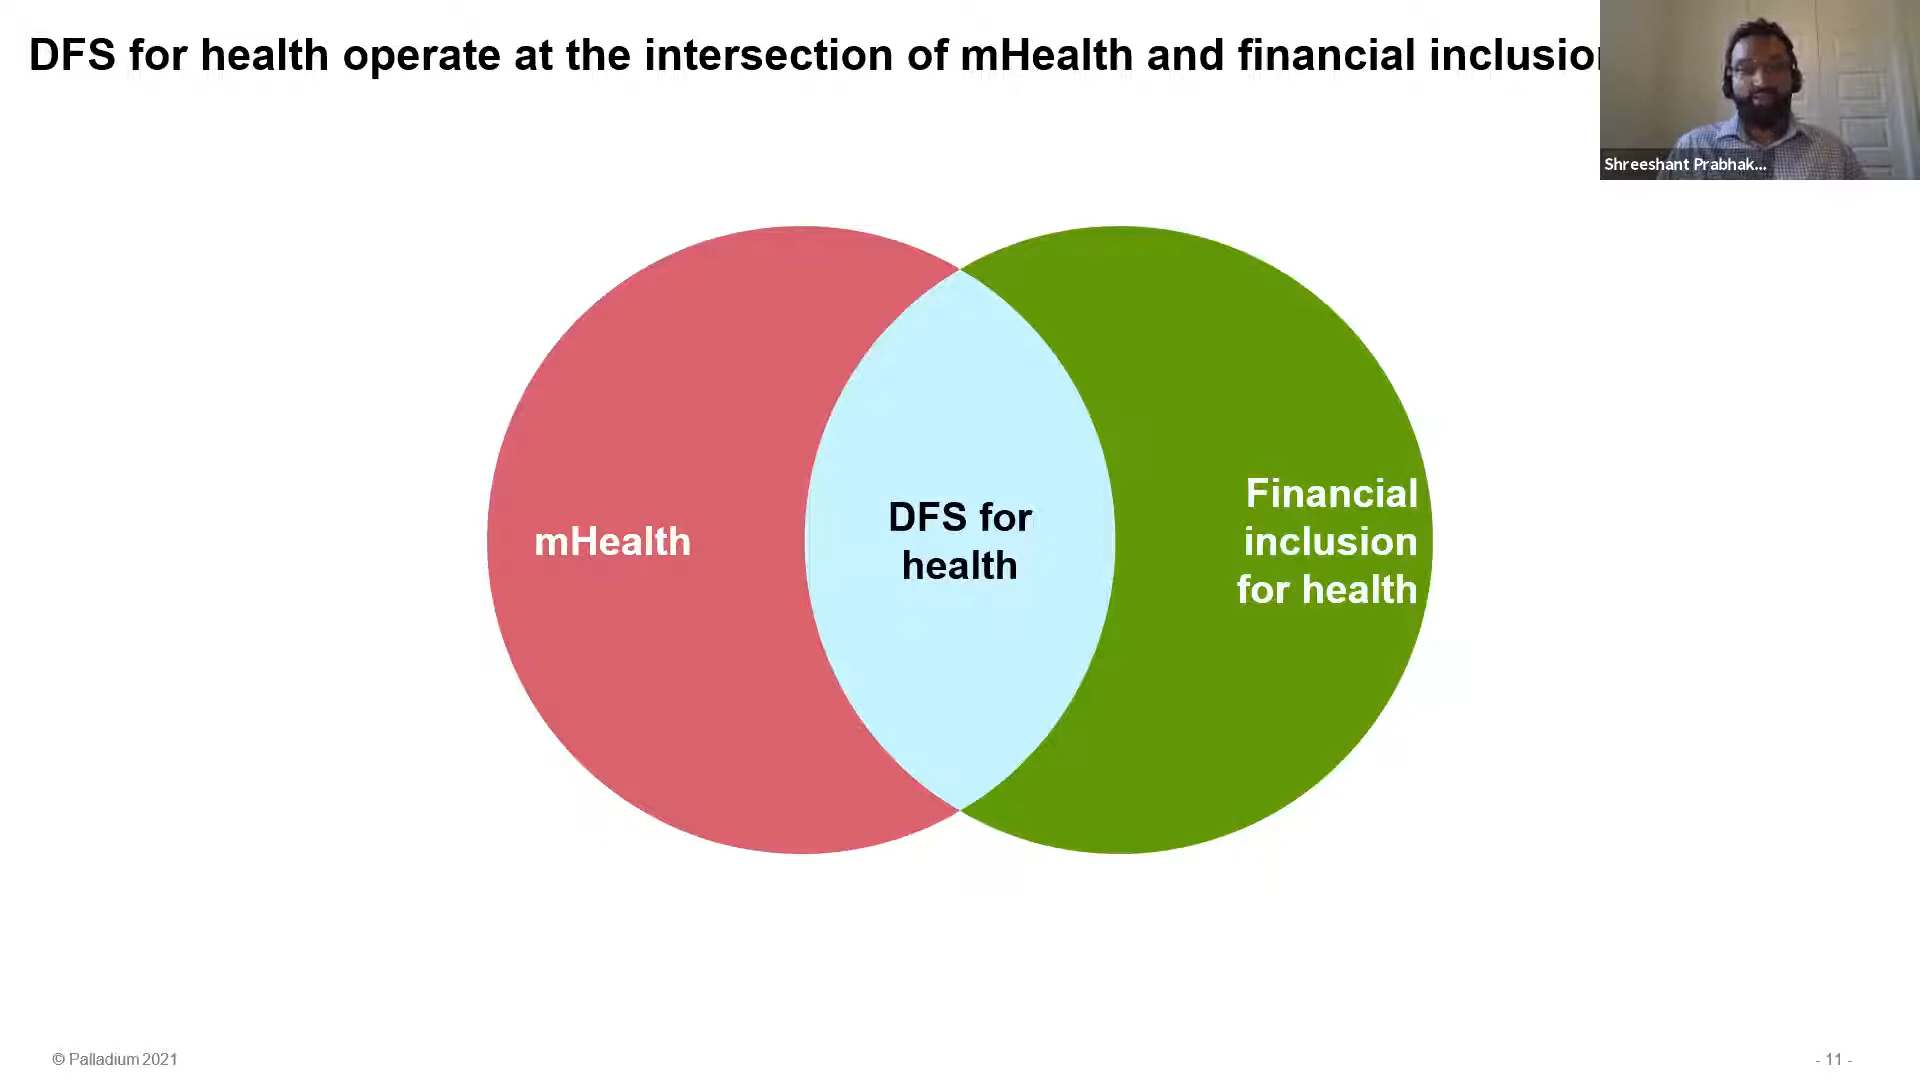 DFS for health operate at the intersection of mHealth and financial inclusio
Shreeshant Prabhak...
mHealth
DFS for
health
Financial
inclusion
for health
© Palladium 2021
- 11 -